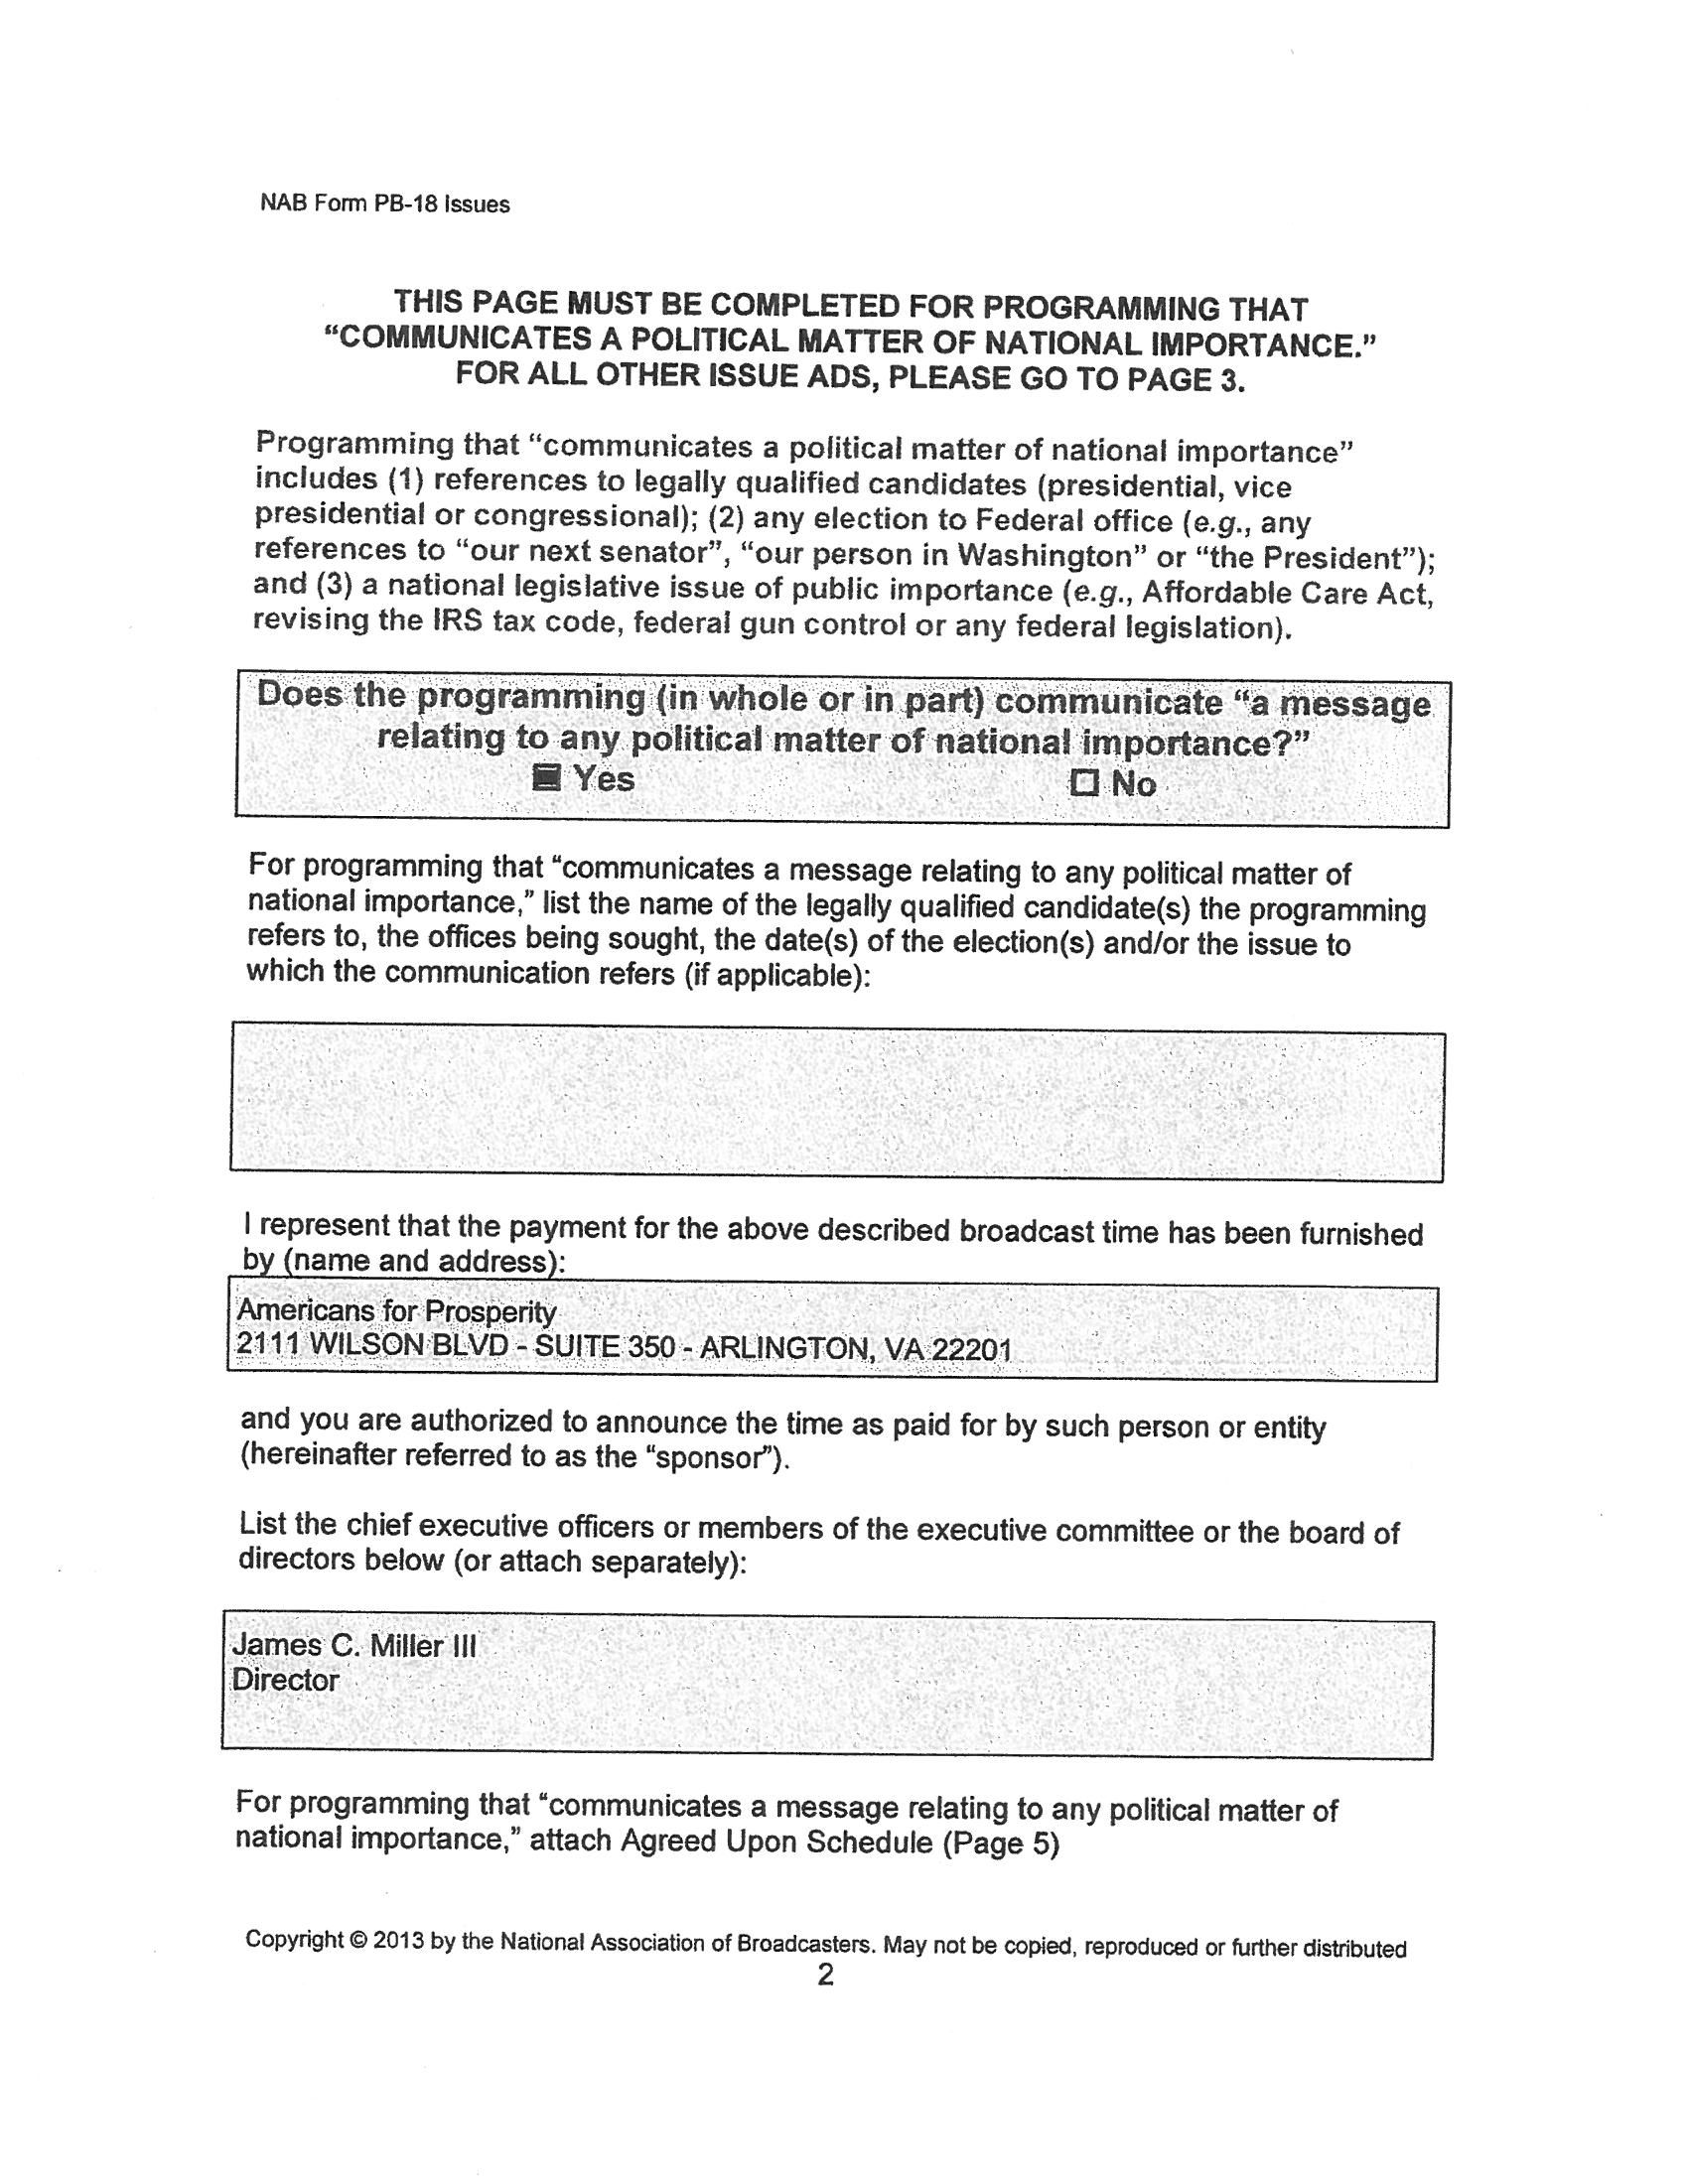 NAB Form PB-18 Issues
THIS PAGE MUST BE COMPLETED FOR PROGRAMMING THAT
“COMMUNICATES A POLITICAL MATTER OF NATIONAL IMPORTANCE.”
FOR ALL OTHER ISSUE ADS, PLEASE GO TO PAGE 3.
Programming that “communicates a political matter of national importance”
includes (1) references to legally qualified candidates (presidential, vice
presidential or congressional); (2) any election to Federal office (e.g., any
references to “our next senator”, “our person in Washington” or “the President”);
and (3) a national legislative issue of public importance (e.g., Affordable Care Act,
revising the IRS tax code, federal gun control or any federal legislation).
Does the programming (in whole or in part) communicate “a message
relating to any political matter of national importance?”
Yes No
For programming that “communicates a message relating to any political matter of
national importance,” list the name of the legally qualified candidate(s) the programming
refers to, the offices being sought, the date(s) of the election(s) and/or the issue to
which the communication refers (if applicable):
I represent that the payment for the above described broadcast time has been furnished
by (name and address):
Americans for Prosperity
2111 WILSON BLVD - SUITE 350 - ARLINGTON, VA 22201
and you are authorized to announce the time as paid for by such person or entity
(hereinafter referred to as the “sponsor”).
List the chief executive officers or members of the executive committee or the board of
directors below (or attach separately):
James C. Miller III
Director
For programming that “communicates a message relating to any political matter of
national importance,” attach Agreed Upon Schedule (Page 5)
Copyright © 2013 by the National Association of Broadcasters. May not be copied, reproduced or further distributed
2